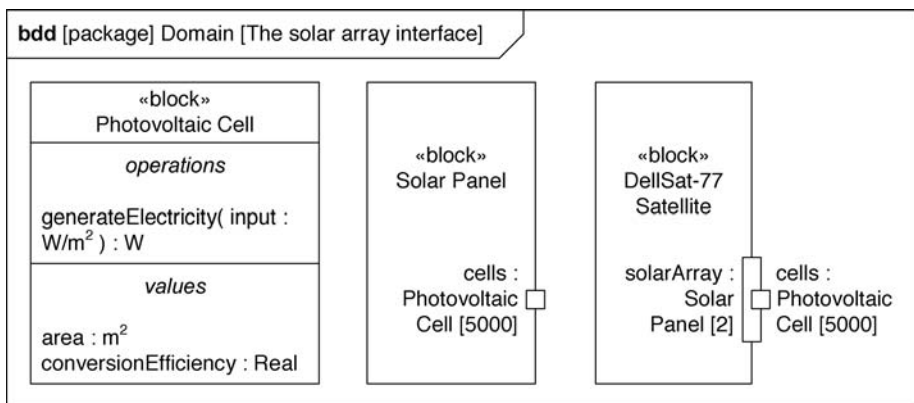 bdd [package] Domain [The solar array interface]
«block»
Photovoltaic Cell
operations
generateElectricity( input :
W/m² ) : W
values
area : m²
conversionEfficiency : Real
«block»
Solar Panel
cells :
Photovoltaic
Cell [5000]
«block»
DellSat-77
Satellite
solarArray :
Solar
Panel [2]
cells :
Photovoltaic
Cell [5000]